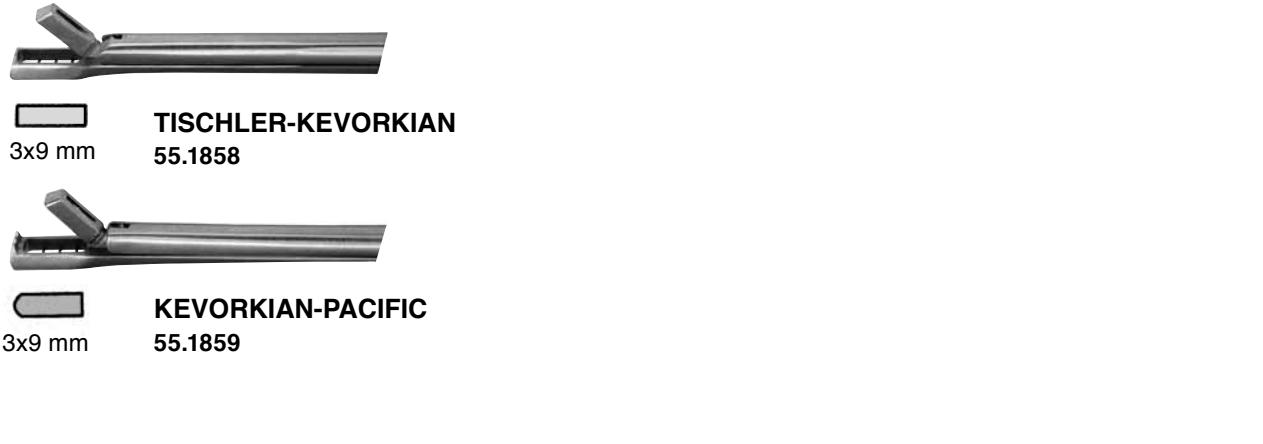 TISCHLER-KEVORKIAN
3x9 mm
55.1858
KEVORKIAN-PACIFIC
3x9 mm
55.1859